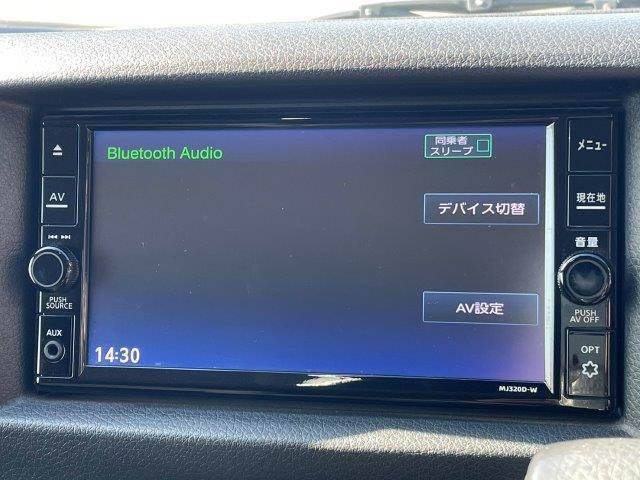 Bluetooth Audio
同乗者
スリープ
デバイス切替
AV設定
14:30
AV
PUSH
SOURCE
AUX
メニュー
現在地
音量
PUSH
AV OFF
OPT
MJ320D-W